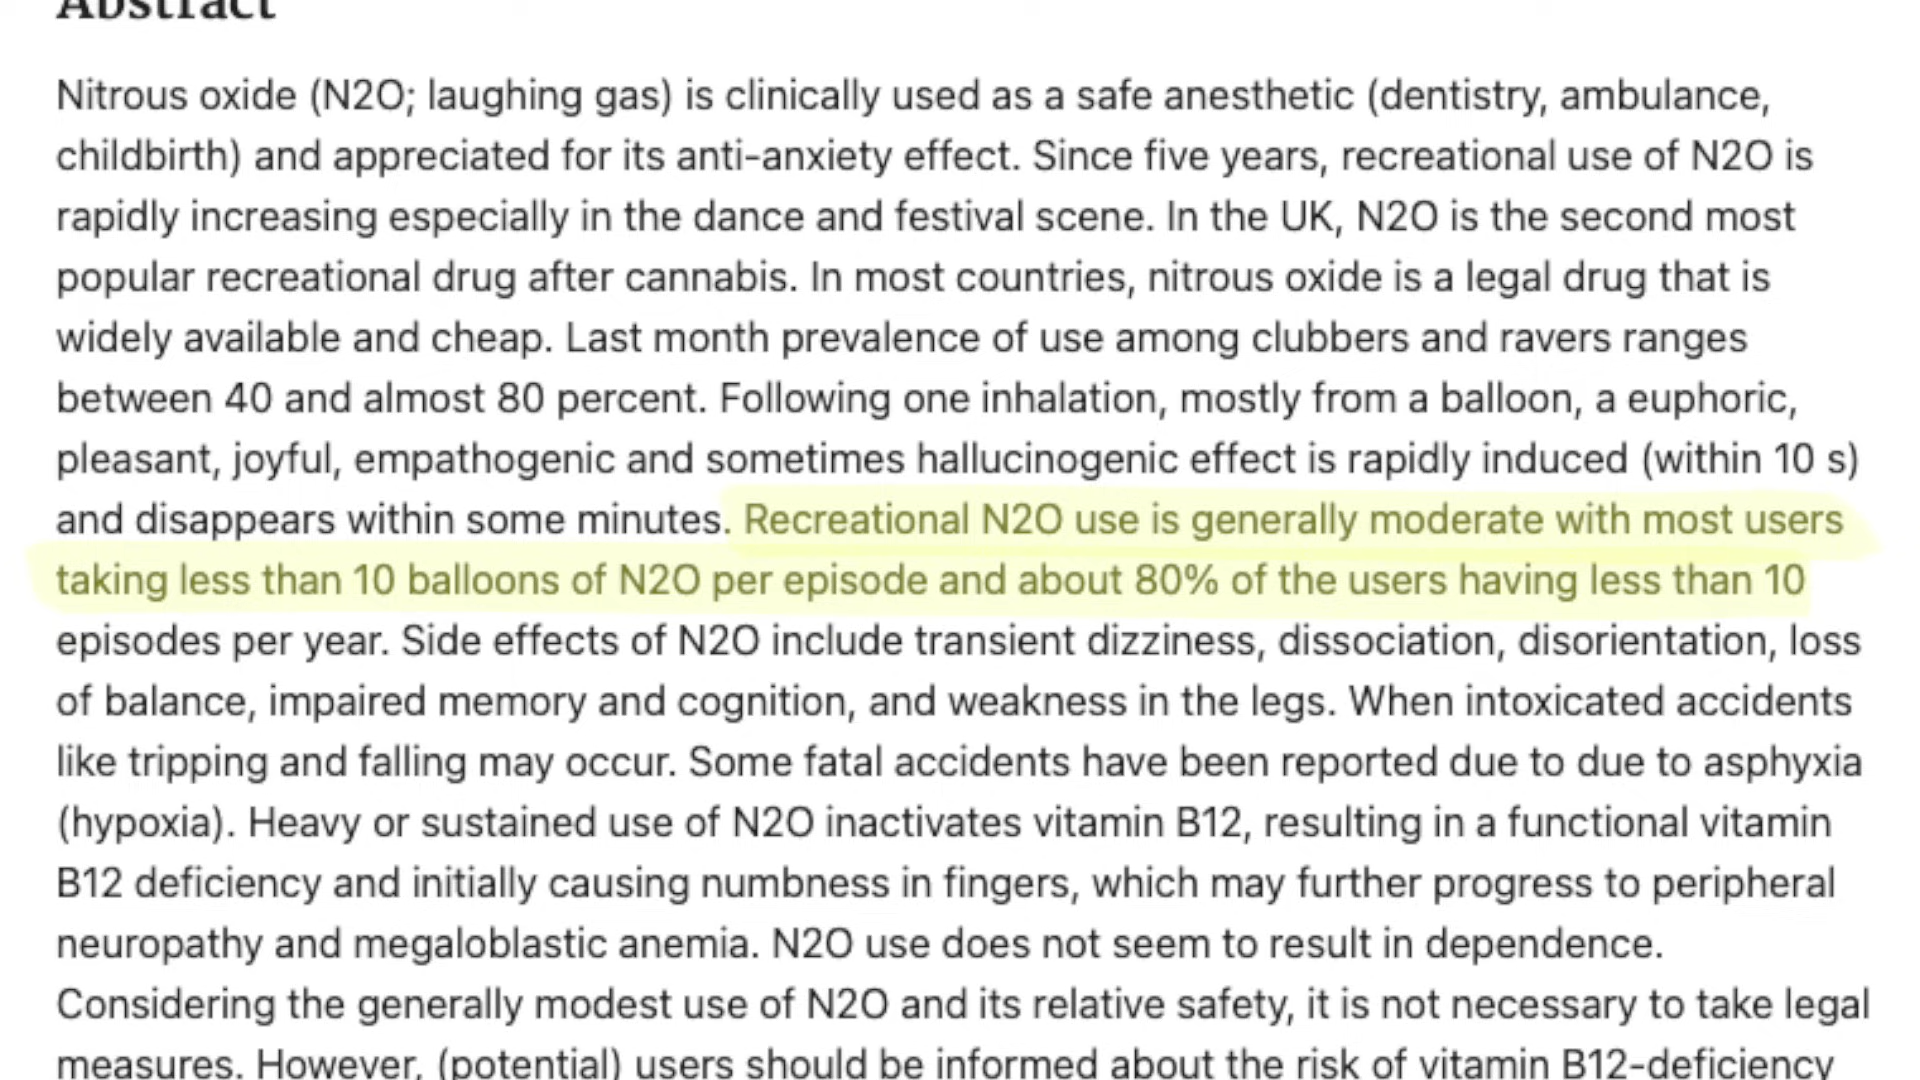 Abstract
Nitrous oxide (N2O; laughing gas) is clinically used as a safe anesthetic (dentistry, ambulance,
childbirth) and appreciated for its anti-anxiety effect. Since five years, recreational use of N2O is
rapidly increasing especially in the dance and festival scene. In the UK, N2O is the second most
popular recreational drug after cannabis. In most countries, nitrous oxide is a legal drug that is
widely available and cheap. Last month prevalence of use among clubbers and ravers ranges
between 40 and almost 80 percent. Following one inhalation, mostly from a balloon, a euphoric,
pleasant, joyful, empathogenic and sometimes hallucinogenic effect is rapidly induced (within 10 s)
and disappears within some minutes. Recreational N2O use is generally moderate with most users
taking less than 10 balloons of N2O per episode and about 80% of the users having less than 10
episodes per year. Side effects of N2O include transient dizziness, dissociation, disorientation, loss
of balance, impaired memory and cognition, and weakness in the legs. When intoxicated accidents
like tripping and falling may occur. Some fatal accidents have been reported due to due to asphyxia
(hypoxia). Heavy or sustained use of N2O inactivates vitamin B12, resulting in a functional vitamin
B12 deficiency and initially causing numbness in fingers, which may further progress to peripheral
neuropathy and megaloblastic anemia. N2O use does not seem to result in dependence.
Considering the generally modest use of N2O and its relative safety, it is not necessary to take legal
measures. However, (potential) users should be informed about the risk of vitamin B12-deficiency